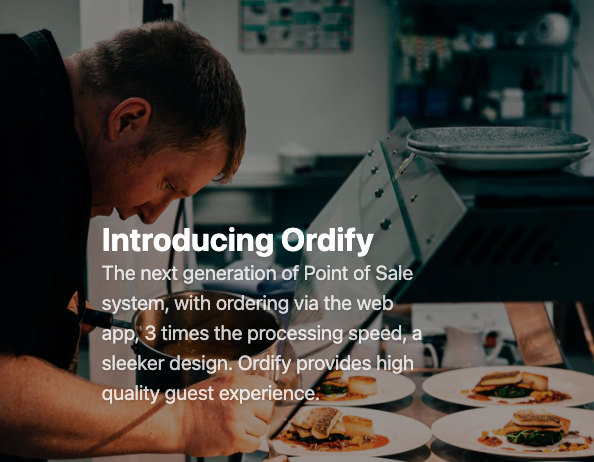 Introducing Ordify
The next generation of Point of Sale
system, with ordering via the web
app, 3 times the processing speed, a
sleeker design. Ordify provides high
quality guest experience.